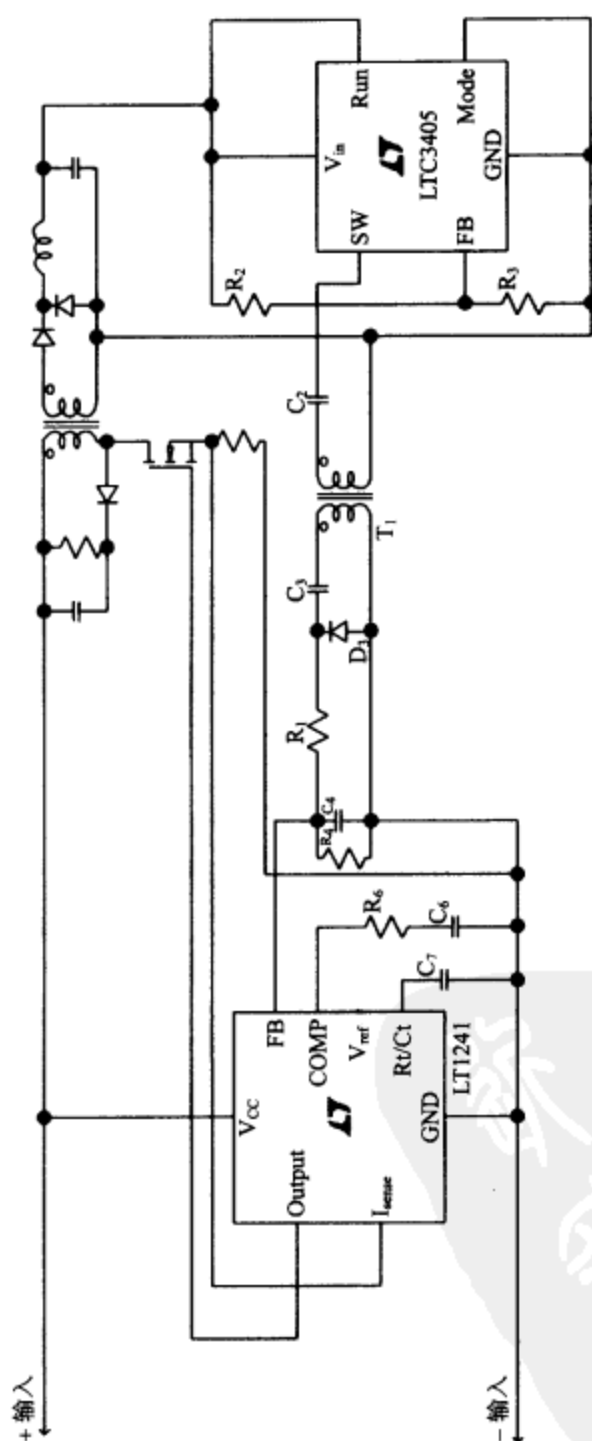 + 输入
− 输入
VCC
Output
Isense
GND
LT1241
FB
COMP
Vref
Rt/Ct
C7
R6
C6
R4
C4
R1
D3
C3
T1
C2
R2
R3
SW
FB
Vin
GND
LTC3405
Run
Mode